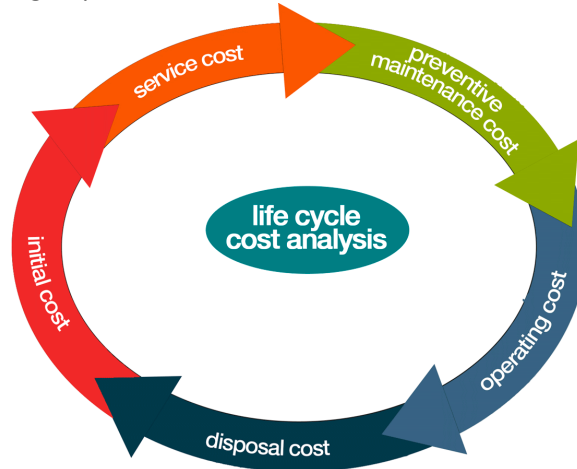 service cost
preventive
maintenance cost
life cycle
cost analysis
initial cost
operating cost
disposal cost